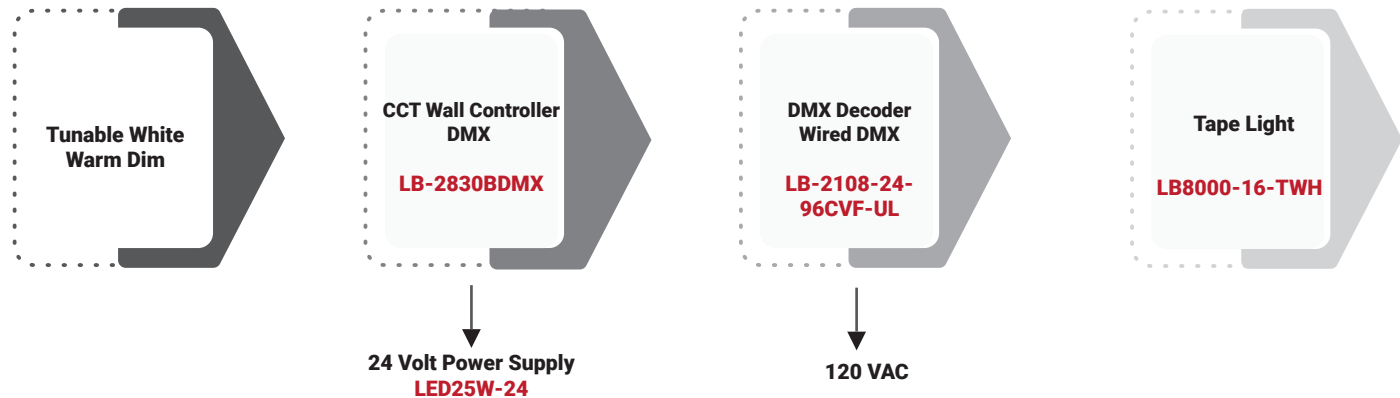 Tunable White
Warm Dim
CCT Wall Controller
DMX
LB-2830BDMX
24 Volt Power Supply
LED25W-24
DMX Decoder
Wired DMX
LB-2108-24-
96CVF-UL
120 VAC
Tape Light
LB8000-16-TWH